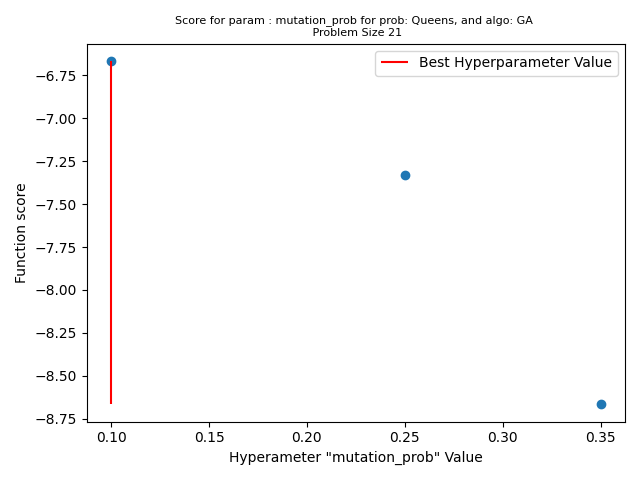 Score for param : mutation_prob for prob: Queens, and algo: GA
Problem Size 21
Best Hyperparameter Value
Function score
−6.75
−7.00
−7.25
−7.50
−7.75
−8.00
−8.25
−8.50
−8.75
0.10 0.15 0.20 0.25 0.30 0.35
Hyperameter "mutation_prob" Value